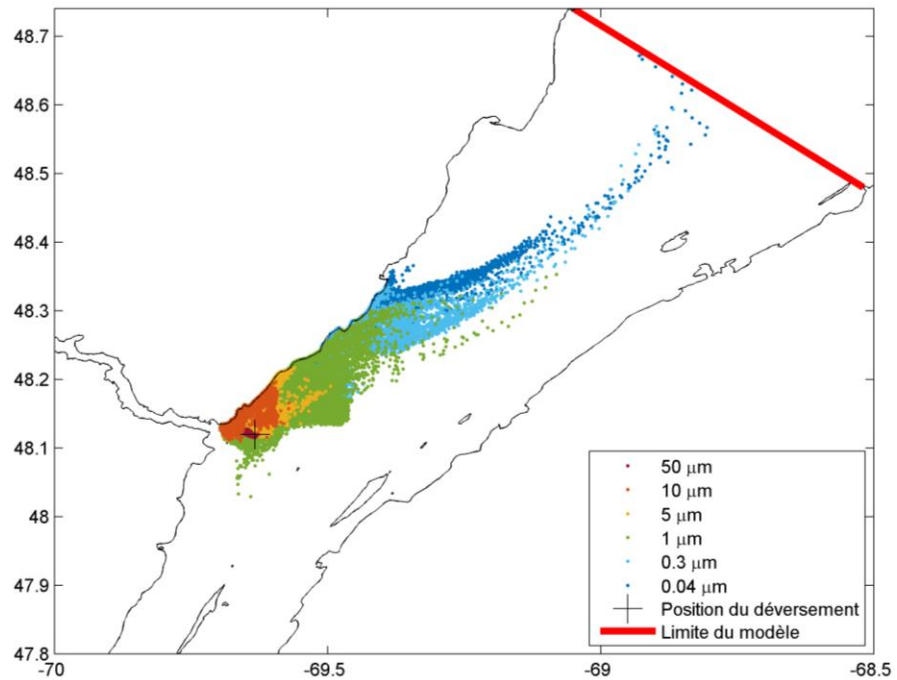 48.7
48.6
48.5
48.4
48.3
48.2
48.1
48
47.9
47.8
-70
-69.5
-69
-68.5
50 μm
10 μm
5 μm
1 μm
0.3 μm
0.04 μm
Position du déversement
Limite du modèle